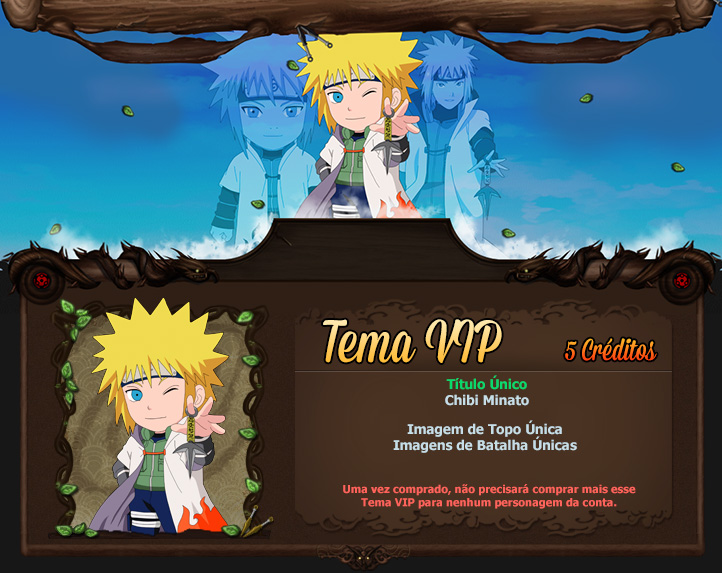 Tema VIP
5 Créditos
Título Único
Chibi Minato
Imagem de Topo Única
Imagens de Batalha Únicas
Uma vez comprado, não precisará comprar mais esse
Tema VIP para nenhum personagem da conta.